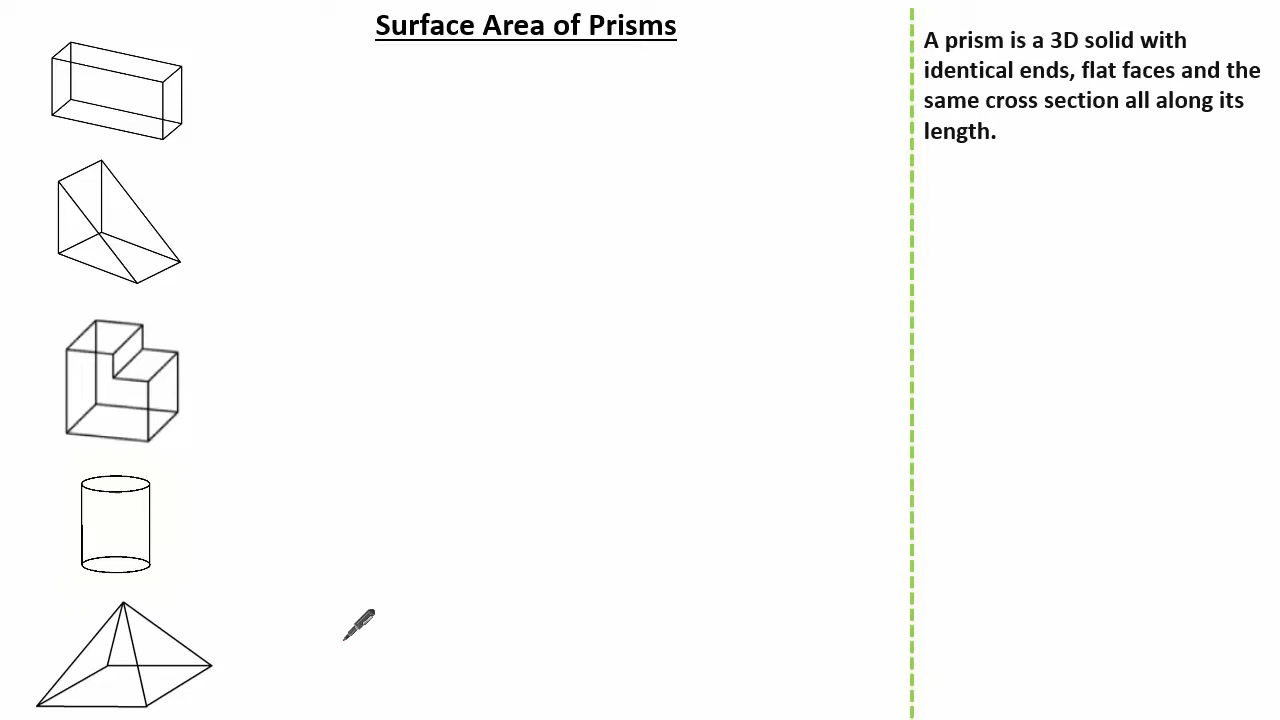 Surface Area of Prisms
A prism is a 3D solid with
identical ends, flat faces and the
same cross section all along its
length.